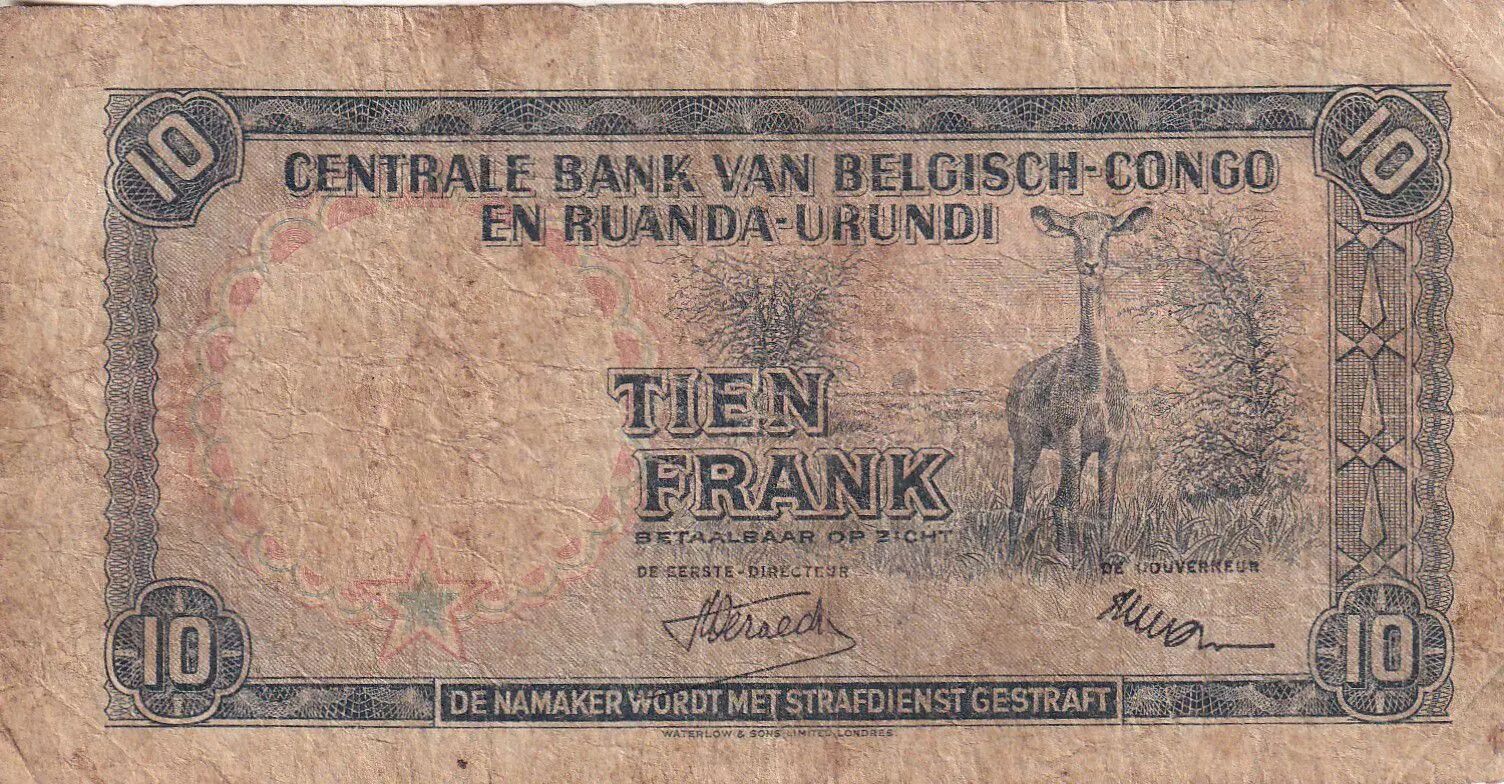 10
10
CENTRALE BANK VAN BELGISCH-CONGO
EN RUANDA-URUNDI
TIEN
FRANK
BETAALBAAR OP ZICHT
DE EERSTE-DIRECTEUR
DE GOUVERNEUR
10
10
DE NAMAKER WORDT MET STRAFDIENST GESTRAFT
WATERLOW & SONS LIMITED, LONDRES.